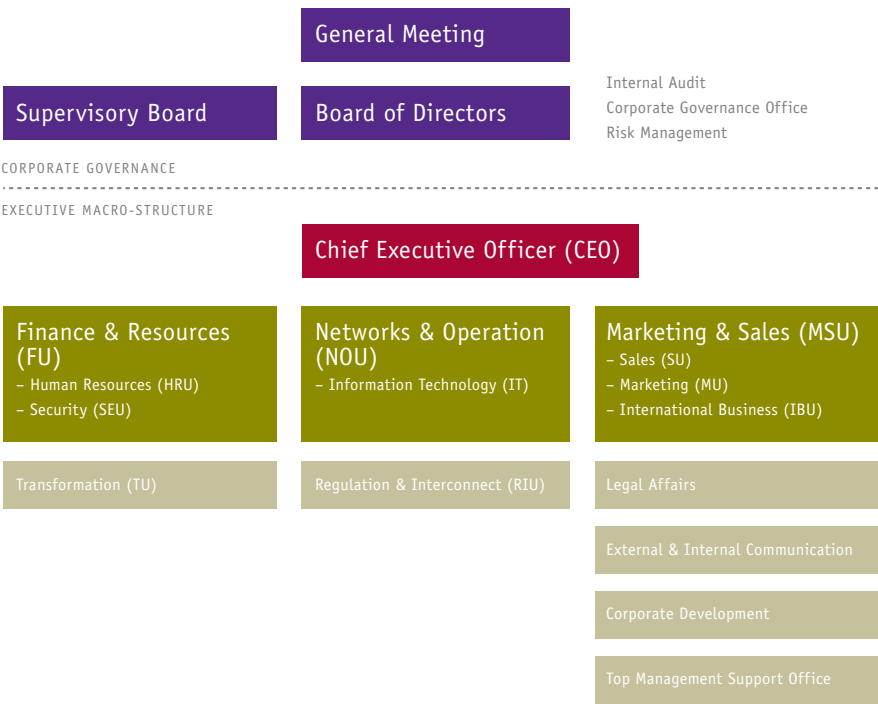 General Meeting
Supervisory Board
Board of Directors
Internal Audit
Corporate Governance Office
Risk Management
CORPORATE GOVERNANCE
EXECUTIVE MACRO-STRUCTURE
Chief Executive Officer (CEO)
Finance & Resources
(FU)
– Human Resources (HRU)
– Security (SEU)
Networks & Operation
(NOU)
– Information Technology (IT)
Marketing & Sales (MSU)
– Sales (SU)
– Marketing (MU)
– International Business (IBU)
Transformation (TU)
Regulation & Interconnect (RIU)
Legal Affairs
External & Internal Communication
Corporate Development
Top Management Support Office